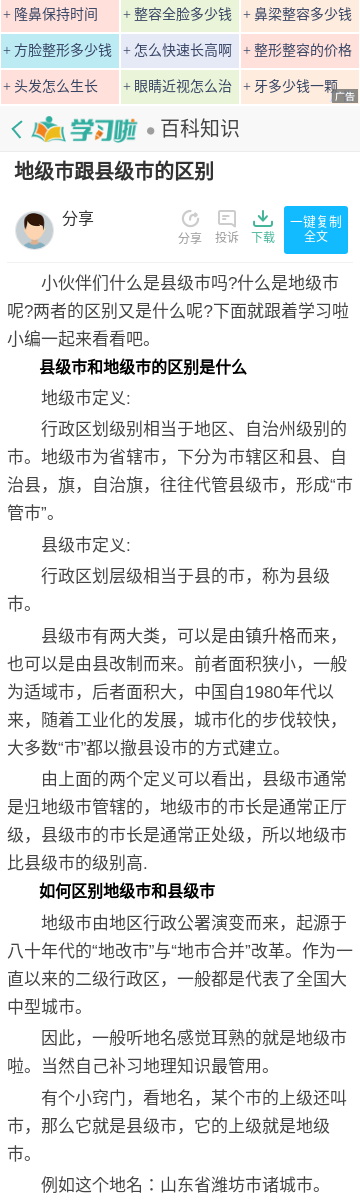 + 隆鼻保持时间 + 整容全脸多少钱 + 鼻梁整容多少钱
+ 方脸整形多少钱 + 怎么快速长高啊 + 整形整容的价格
+ 头发怎么生长 + 眼睛近视怎么治 + 牙多少钱一颗
广告
学习啦 ● 百科知识
地级市跟县级市的区别
分享
分享 投诉 下载
一键复制
全文
小伙伴们什么是县级市吗?什么是地级市
呢?两者的区别又是什么呢?下面就跟着学习啦
小编一起来看看吧。
县级市和地级市的区别是什么
地级市定义:
行政区划级别相当于地区、自治州级别的
市。地级市为省辖市，下分为市辖区和县、自
治县，旗，自治旗，往往代管县级市，形成“市
管市”。
县级市定义:
行政区划层级相当于县的市，称为县级
市。
县级市有两大类，可以是由镇升格而来，
也可以是由县改制而来。前者面积狭小，一般
为适域市，后者面积大，中国自1980年代以
来，随着工业化的发展，城市化的步伐较快，
大多数“市”都以撤县设市的方式建立。
由上面的两个定义可以看出，县级市通常
是归地级市管辖的，地级市的市长是通常正厅
级，县级市的市长是通常正处级，所以地级市
比县级市的级别高.
如何区别地级市和县级市
地级市由地区行政公署演变而来，起源于
八十年代的“地改市”与“地市合并”改革。作为一
直以来的二级行政区，一般都是代表了全国大
中型城市。
因此，一般听地名感觉耳熟的就是地级市
啦。当然自己补习地理知识最管用。
有个小窍门，看地名，某个市的上级还叫
市，那么它就是县级市，它的上级就是地级
市。
例如这个地名：山东省潍坊市诸城市。